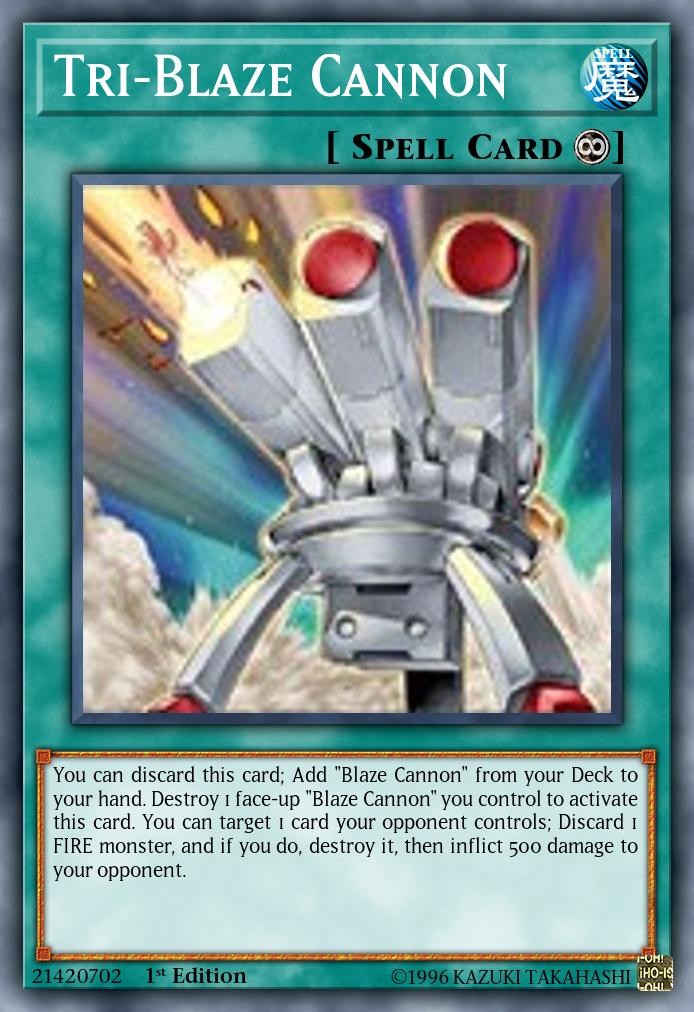 Tri-Blaze Cannon
SPELL
魔
[ Spell Card ]
You can discard this card; Add "Blaze Cannon" from your Deck to
your hand. Destroy 1 face-up "Blaze Cannon" you control to activate
this card. You can target 1 card your opponent controls; Discard 1
FIRE monster, and if you do, destroy it, then inflict 500 damage to
your opponent.
21420702 1st Edition ©1996 KAZUKI TAKAHASHI